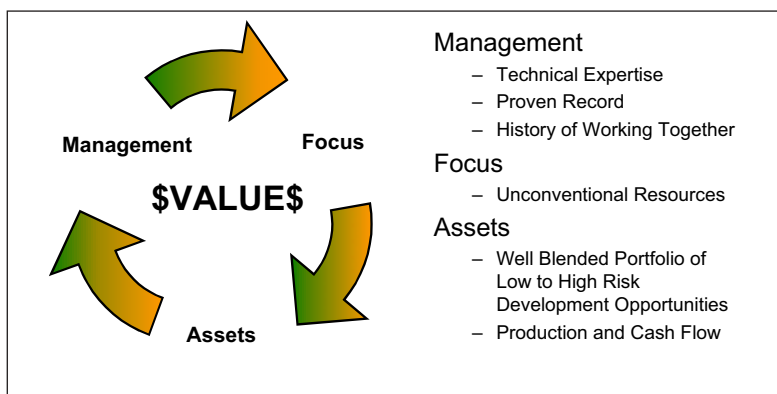 Management
Focus
$VALUE$
Assets
Management
– Technical Expertise
– Proven Record
– History of Working Together
Focus
– Unconventional Resources
Assets
– Well Blended Portfolio of
Low to High Risk
Development Opportunities
– Production and Cash Flow